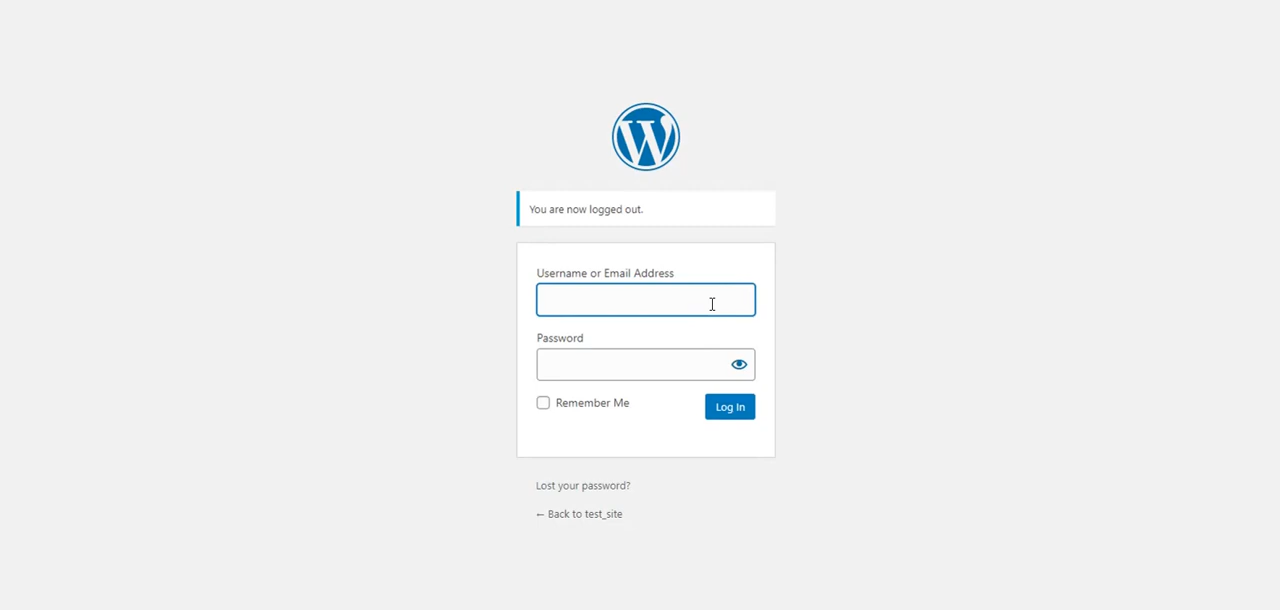 You are now logged out.
Username or Email Address
Password
Remember Me
Log In
Lost your password?
← Back to test_site